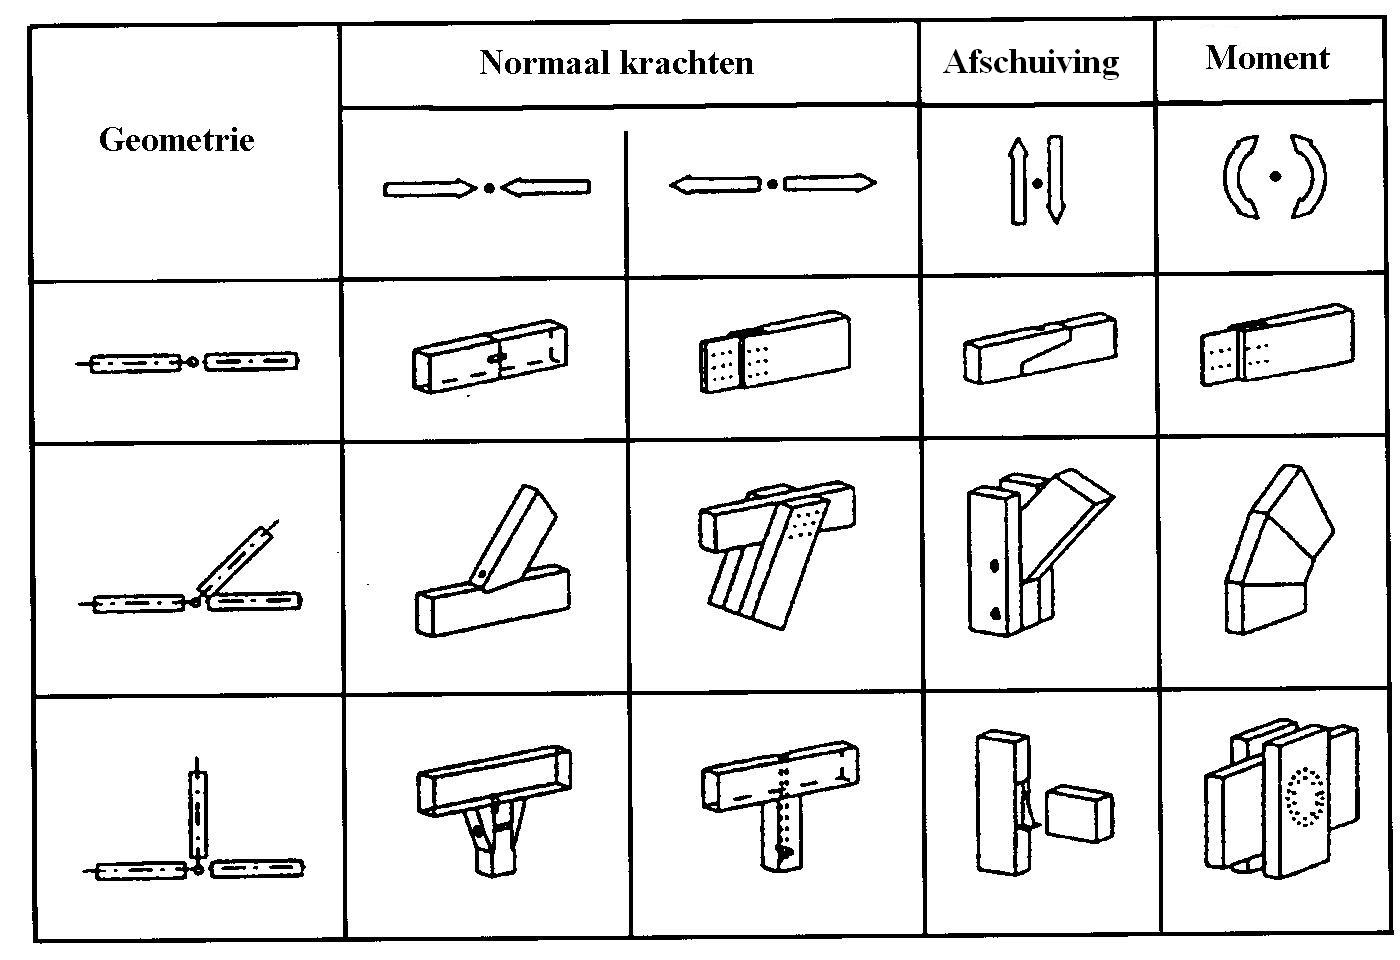 Normaal krachten
Afschuiving
Moment
Geometrie